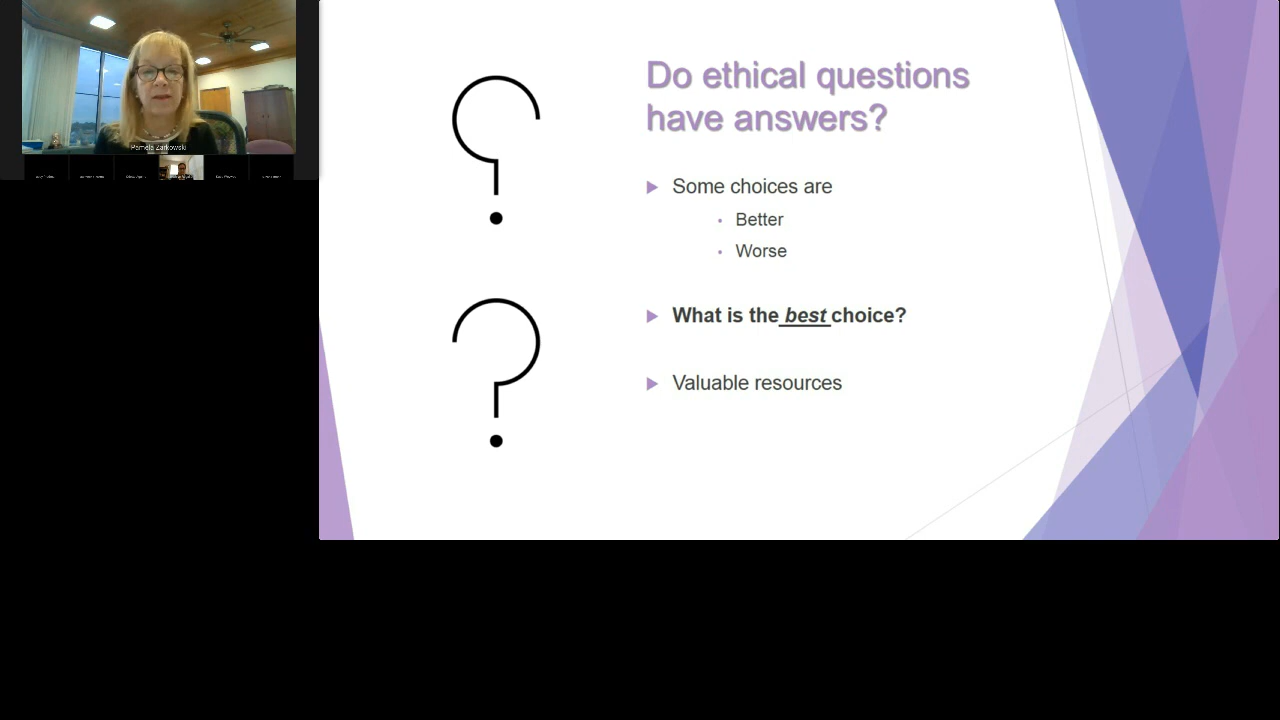 Pamela Zarkowski
Do ethical questions
have answers?
Some choices are
Better
Worse
What is the best choice?
Valuable resources